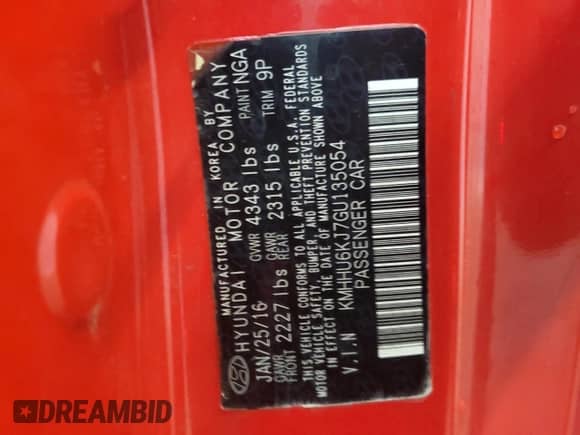 MANUFACTURED IN KOREA BY
HYUNDAI MOTOR COMPANY
JAN/25/16 GVWR 4343 lbs PAINT NGA
GAWR FRONT 2227 lbs GAWR REAR 2315 lbs TRIM 9P
THIS VEHICLE CONFORMS TO ALL APPLICABLE U.S.A. FEDERAL
MOTOR VEHICLE SAFETY, BUMPER, AND THEFT PREVENTION STANDARDS
IN EFFECT ON THE DATE OF MANUFACTURE SHOWN ABOVE
V.I.N KMHHU6KJ7GU135054
PASSENGER CAR
DREAMBID